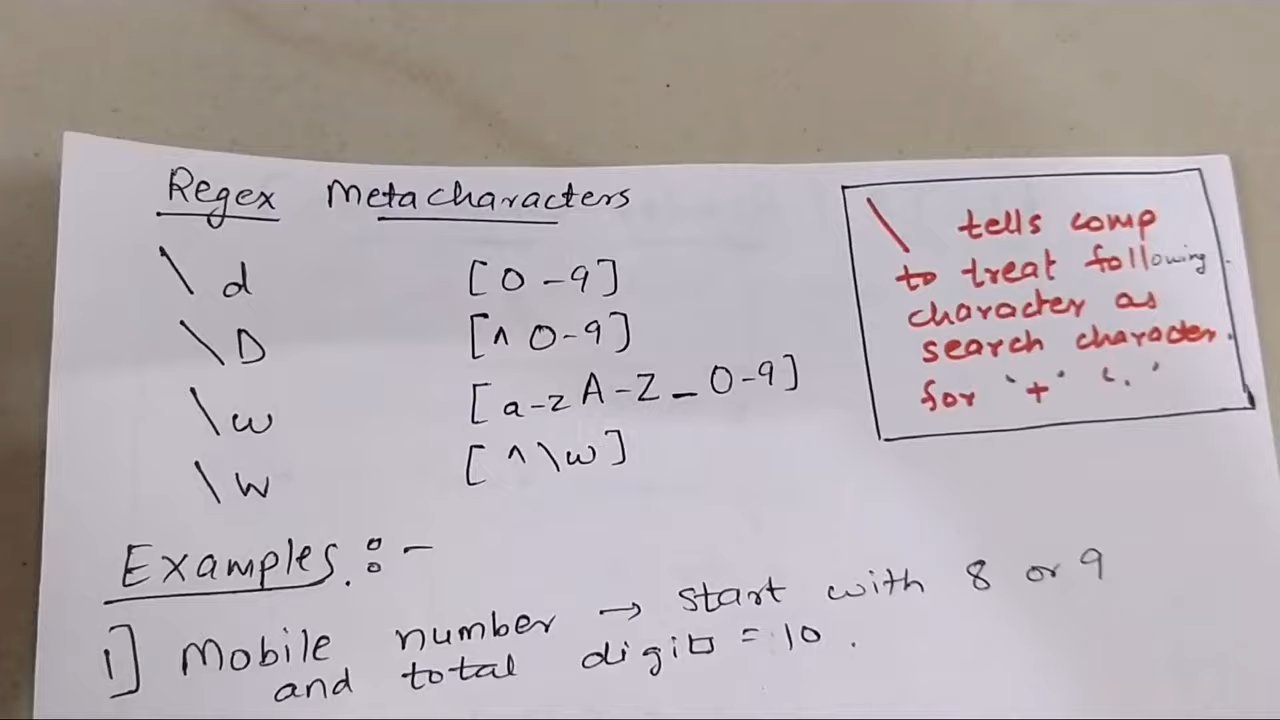 Regex Metacharacters
\d [0-9]
\D [^ 0-9]
\w [a-zA-Z_0-9]
\W [^\w]
\ tells comp
to treat following
character as
search character.
for '+' '.'
Examples.:-
1] Mobile number → start with 8 or 9
and total digits = 10.